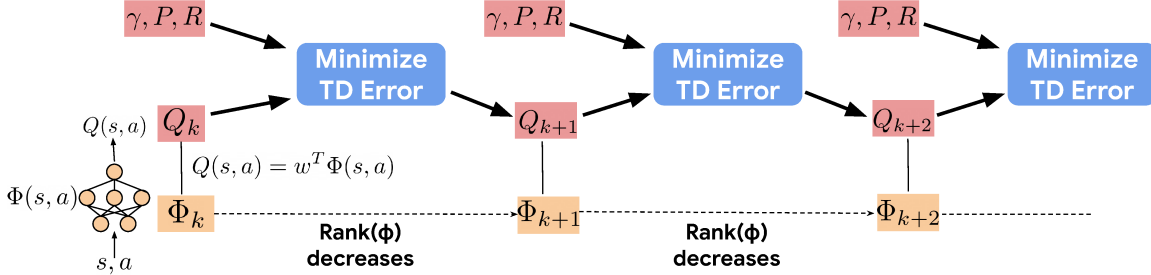 γ, P, R
γ, P, R
γ, P, R
Minimize
TD Error
Minimize
TD Error
Minimize
TD Error
Q(s, a)
Q_k
Q_{k+1}
Q_{k+2}
Q(s, a) = w^T Φ(s, a)
Φ(s, a)
Φ_k
Φ_{k+1}
Φ_{k+2}
Rank(ϕ)
decreases
Rank(ϕ)
decreases
s, a